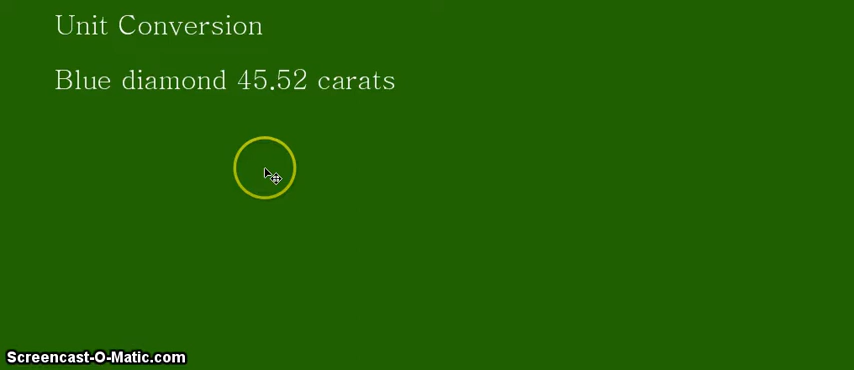 Unit Conversion
Blue diamond 45.52 carats
Screencast-O-Matic.com